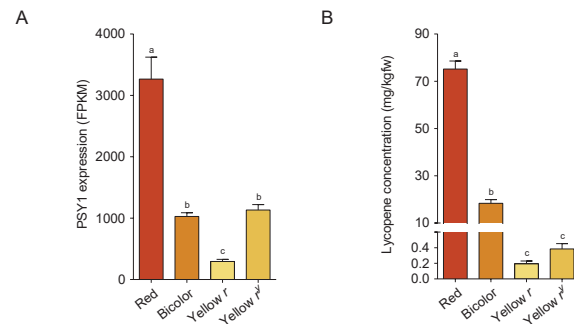 A
PSY1 expression (FPKM)
4000
3000
2000
1000
0
a
b
c
b
Red
Bicolor
Yellow r
Yellow r^y
B
Lycopene concentration (mg/kgfw)
90
70
50
30
10
0.4
0.2
0.0
a
b
c
c
Red
Bicolor
Yellow r
Yellow r^y